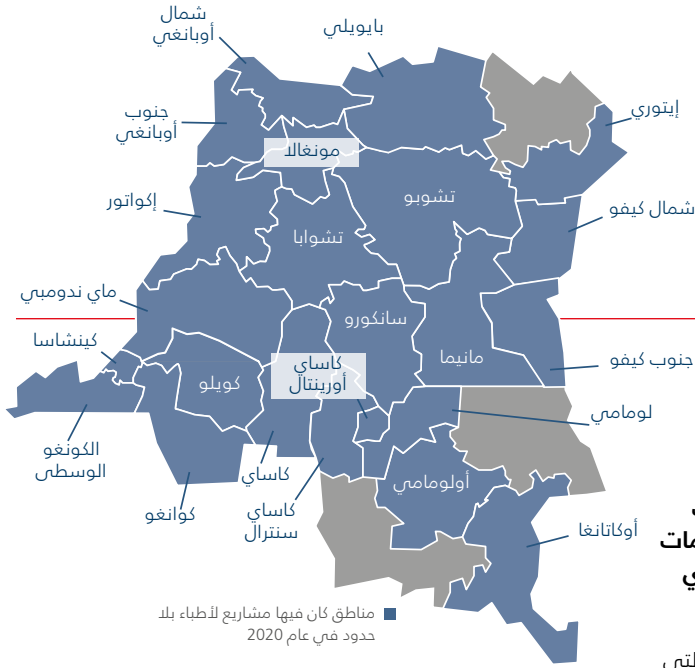 شمال
أوبانغي
بايويلي
جنوب
أوبانغي
إيتوري
مونغالا
تشوبو
إكواتور
شمال كيفو
تشوابا
ماي ندومبي
سانكورو
كينشاسا
مانيما
جنوب كيفو
كاساي
أورينتال
كويلو
لومامي
الكونغو
الوسطى
كاساي
أولومامي
كوانغو
كاساي
سنترال
أوكاتانغا
مناطق كان فيها مشاريع لأطباء بلا
حدود في عام 2020